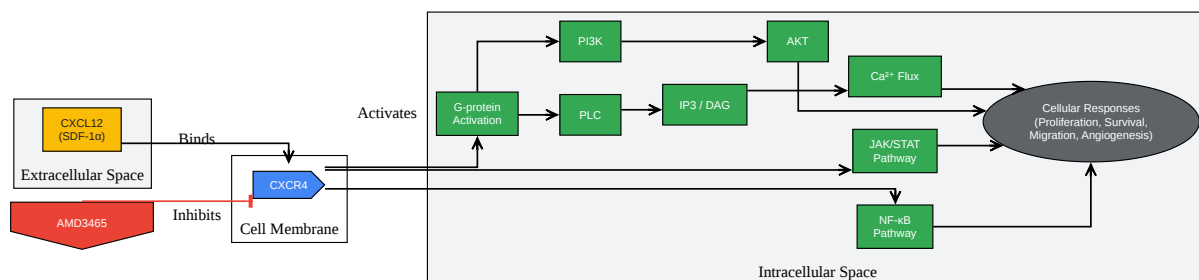 CXCL12
(SDF-1α)
Extracellular Space
AMD3465
Binds
Inhibits
CXCR4
Cell Membrane
Activates
G-protein
Activation
PI3K
PLC
IP3 / DAG
AKT
Ca²⁺ Flux
JAK/STAT
Pathway
NF-κB
Pathway
Cellular Responses
(Proliferation, Survival,
Migration, Angiogenesis)
Intracellular Space